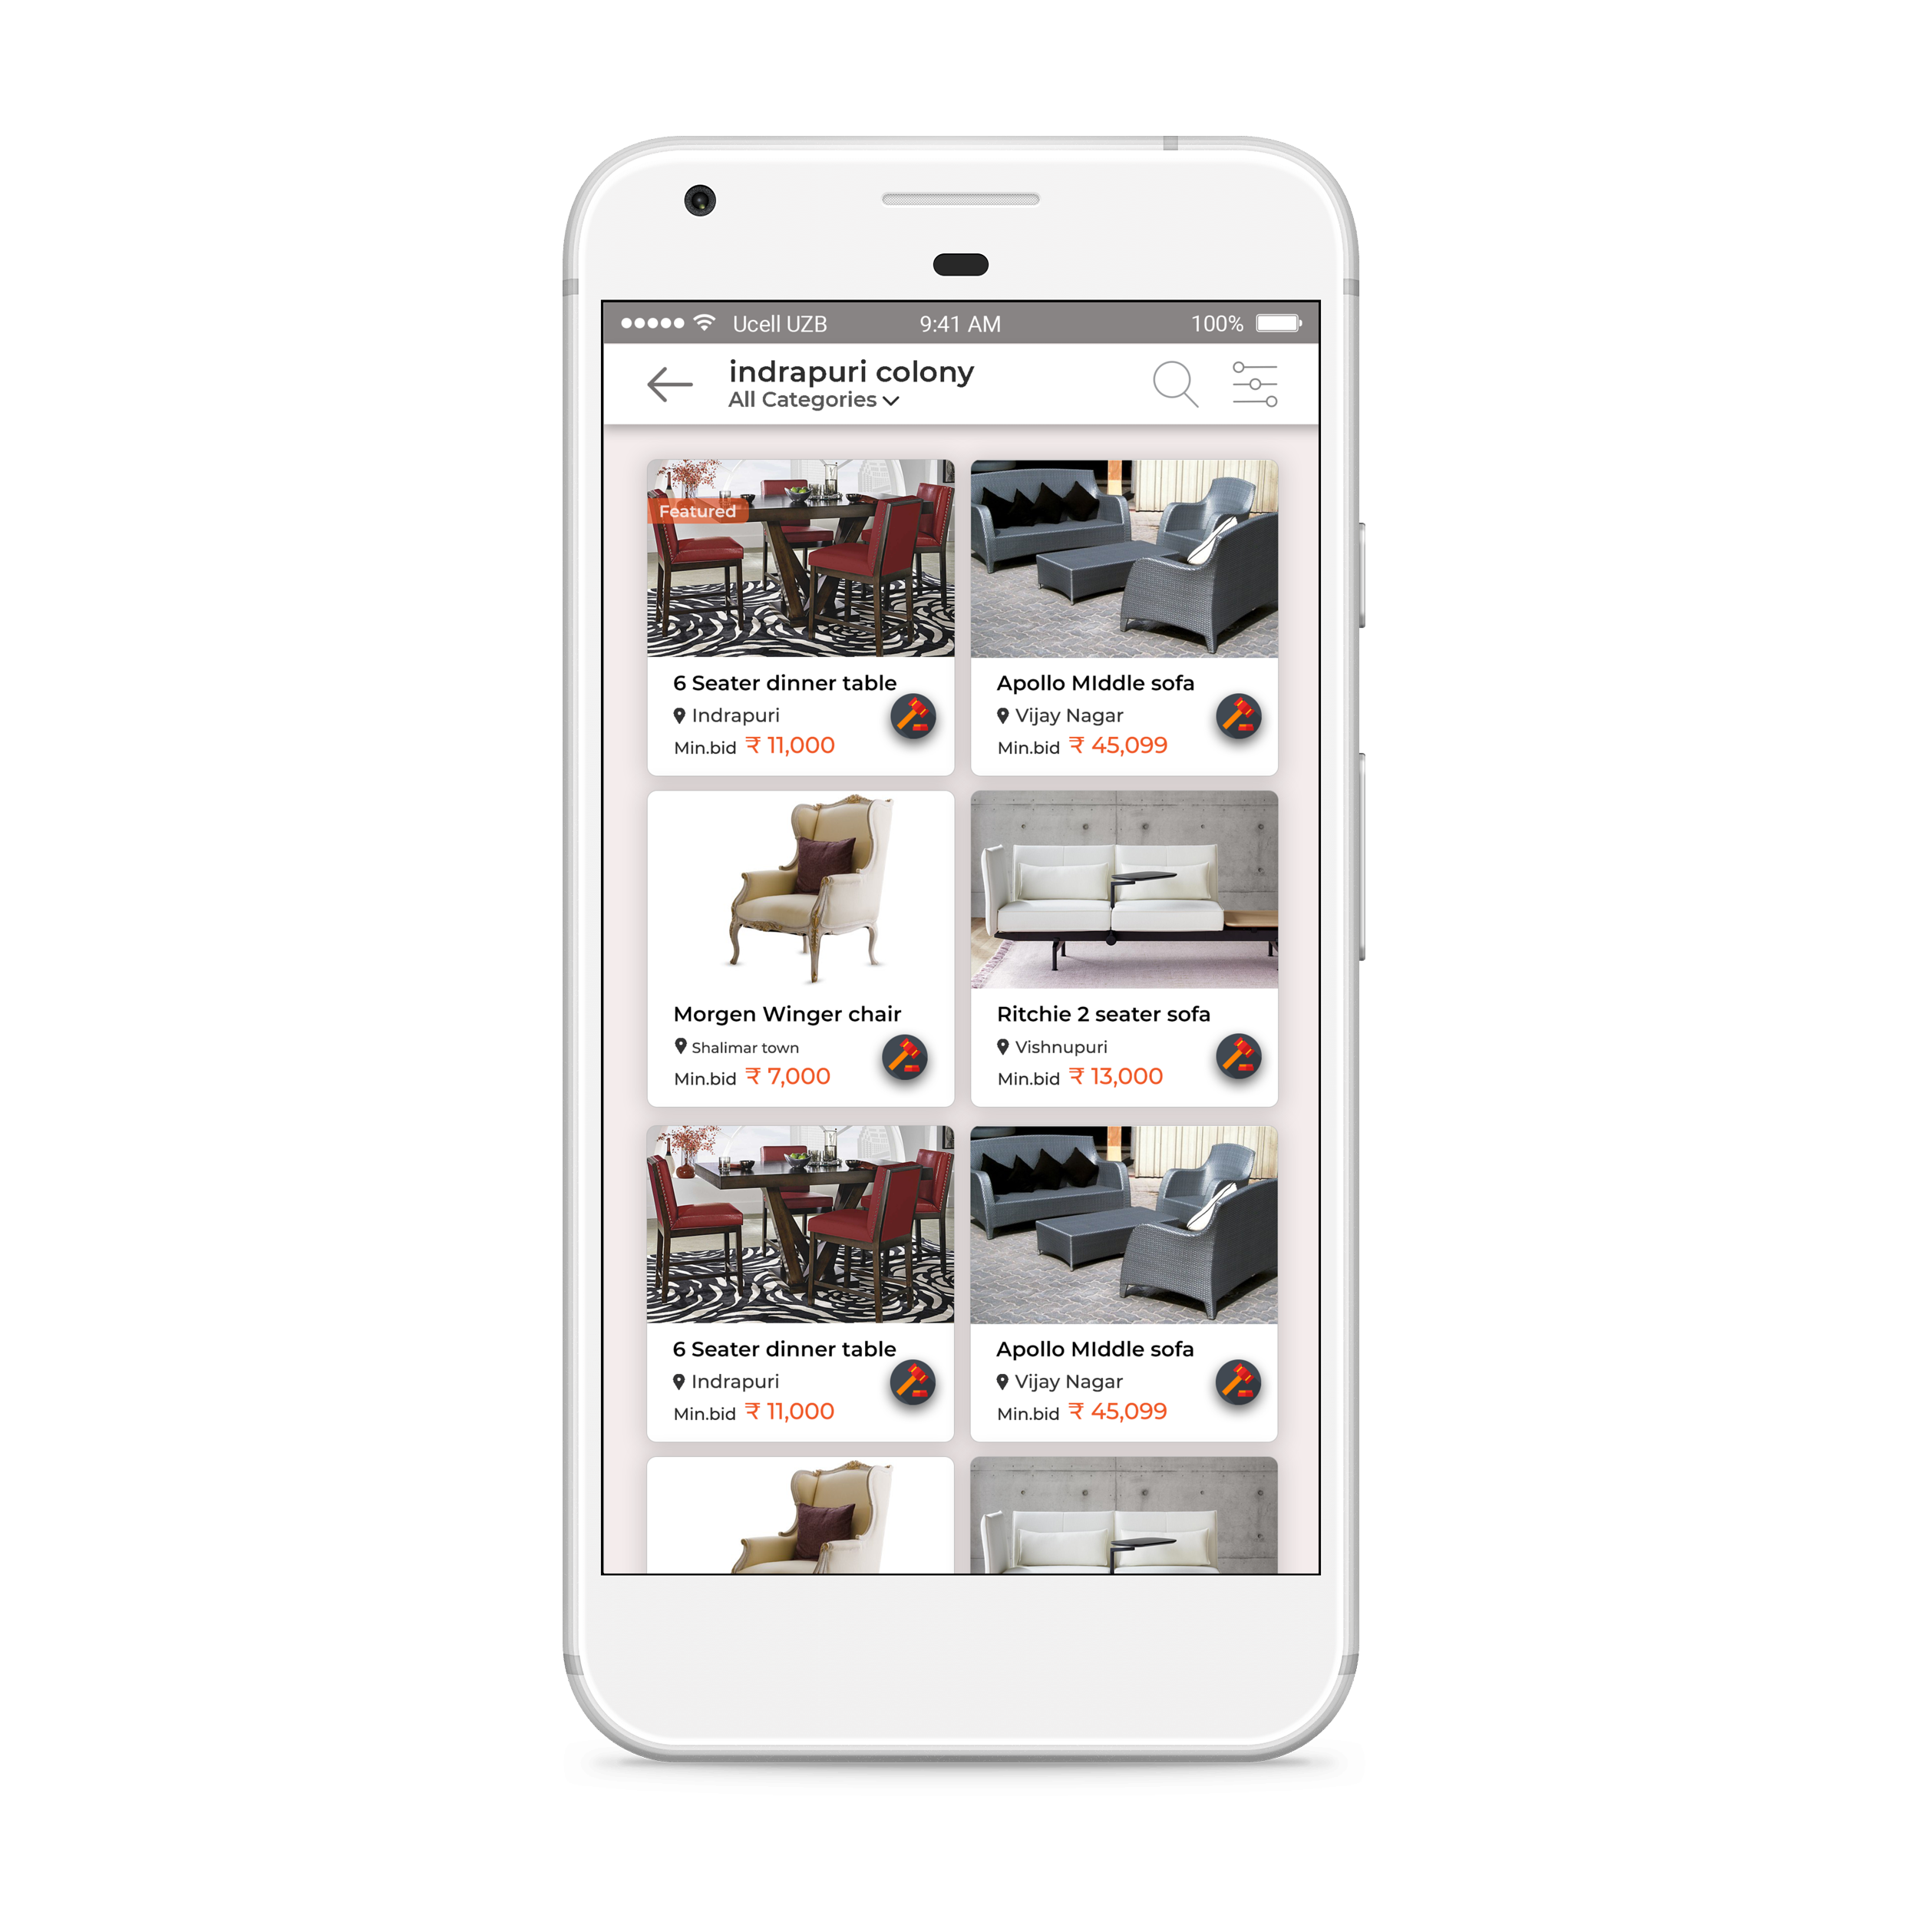 Ucell UZB 9:41 AM 100%
indrapuri colony
All Categories
Featured
6 Seater dinner table
Indrapuri
Min.bid ₹ 11,000
Apollo MIddle sofa
Vijay Nagar
Min.bid ₹ 45,099
Morgen Winger chair
Shalimar town
Min.bid ₹ 7,000
Ritchie 2 seater sofa
Vishnupuri
Min.bid ₹ 13,000
6 Seater dinner table
Indrapuri
Min.bid ₹ 11,000
Apollo MIddle sofa
Vijay Nagar
Min.bid ₹ 45,099